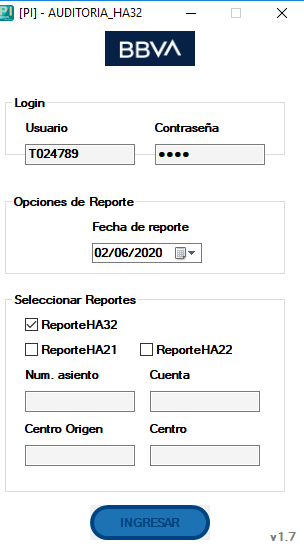 PI [PI] - AUDITORIA_HA32
BBVA
Login
Usuario Contraseña
T024789 ●●●●
Opciones de Reporte
Fecha de reporte
02/06/2020
Seleccionar Reportes
ReporteHA32
ReporteHA21 ReporteHA22
Num. asiento Cuenta
Centro Origen Centro
INGRESAR
v1.7